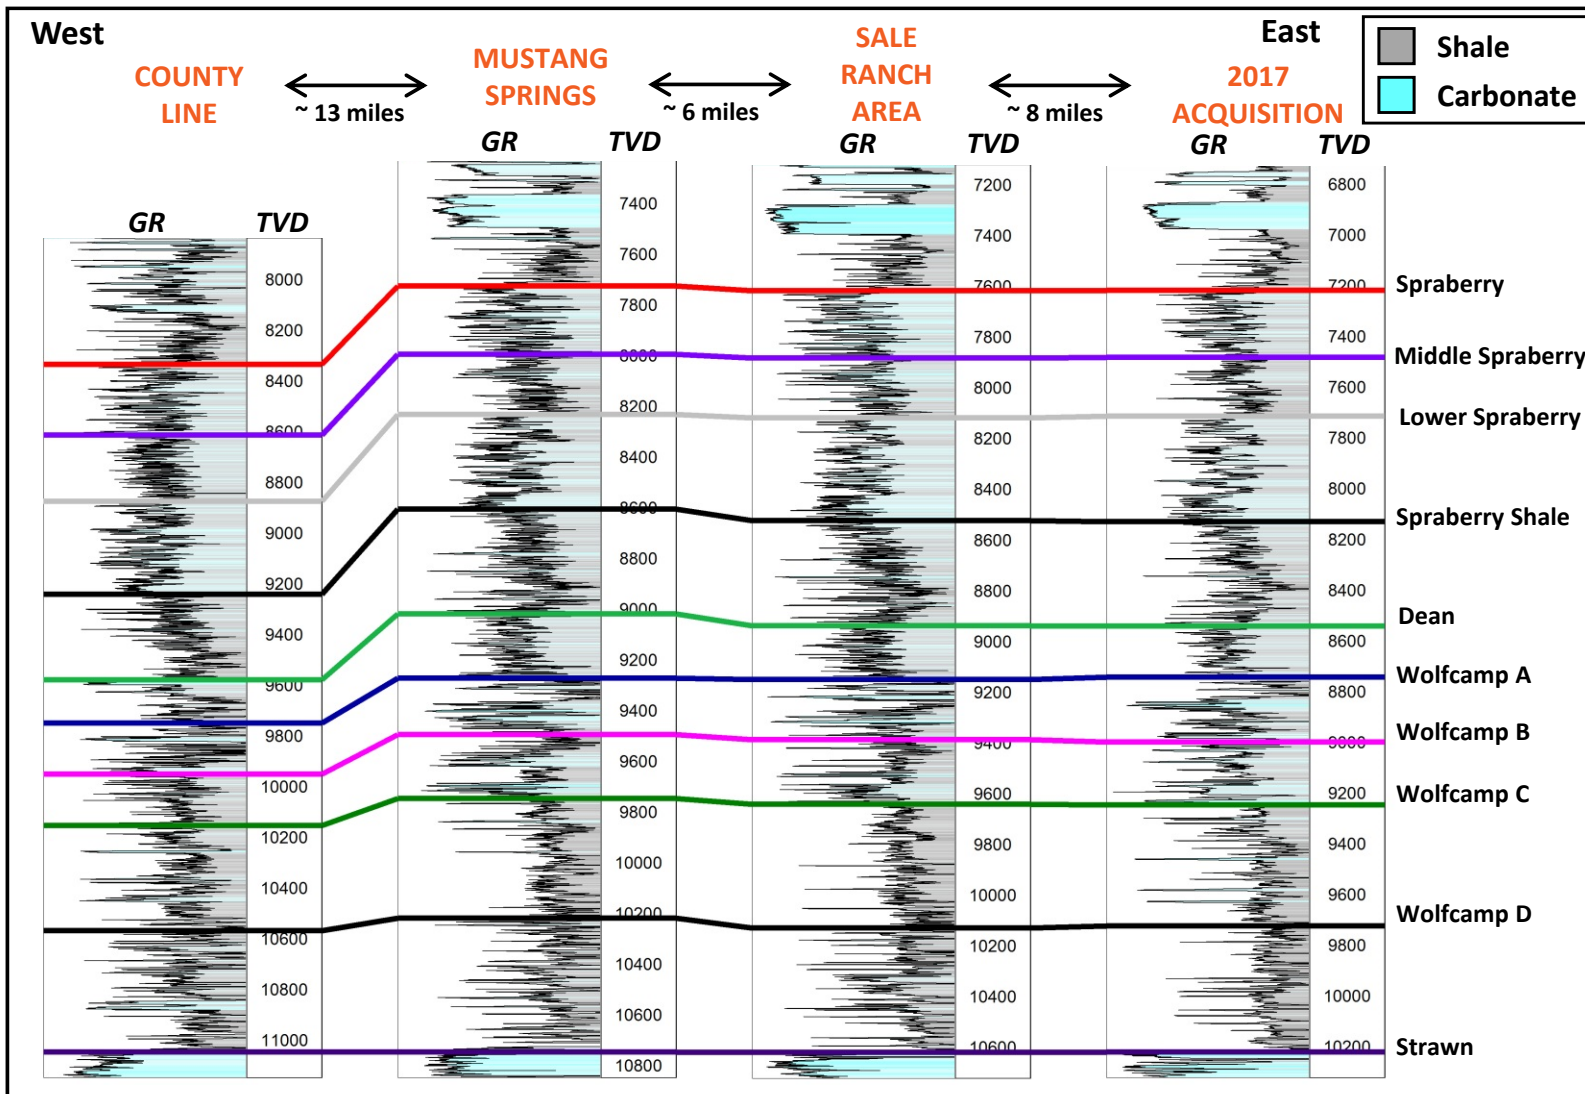 West
East
Shale
Carbonate
COUNTY
LINE
~ 13 miles
MUSTANG
SPRINGS
~ 6 miles
SALE
RANCH
AREA
~ 8 miles
2017
ACQUISITION
GR TVD
8000
8200
8400
8600
8800
9000
9200
9400
9600
9800
10000
10200
10400
10600
10800
11000
GR TVD
7400
7600
7800
8000
8200
8400
8600
8800
9000
9200
9400
9600
9800
10000
10200
10400
10600
10800
GR TVD
7200
7400
7600
7800
8000
8200
8400
8600
8800
9000
9200
9400
9600
9800
10000
10200
10400
10600
GR TVD
6800
7000
7200
7400
7600
7800
8000
8200
8400
8600
8800
9000
9200
9400
9600
9800
10000
10200
Spraberry
Middle Spraberry
Lower Spraberry
Spraberry Shale
Dean
Wolfcamp A
Wolfcamp B
Wolfcamp C
Wolfcamp D
Strawn